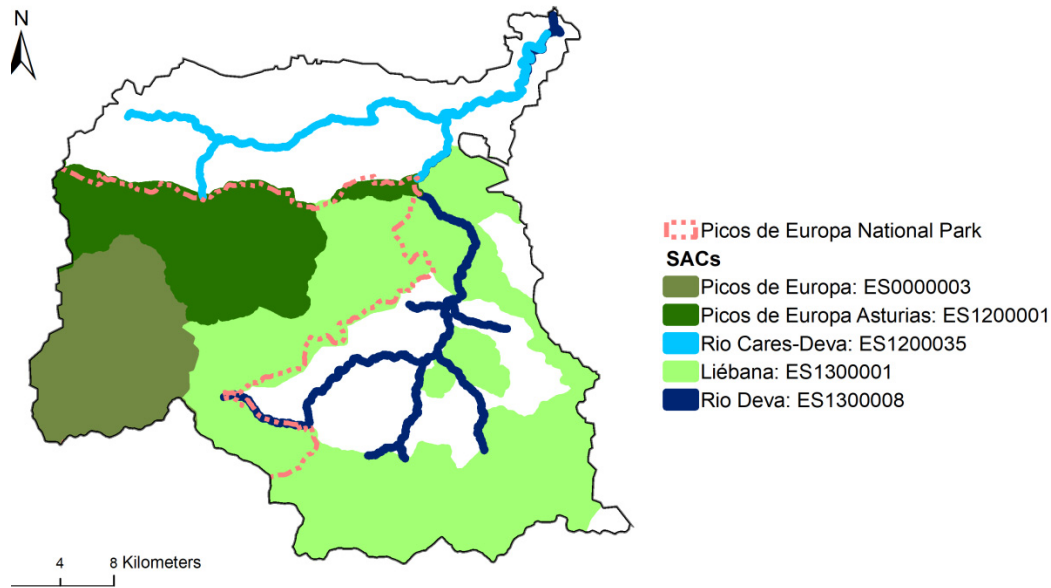 N
Picos de Europa National Park
SACs
Picos de Europa: ES0000003
Picos de Europa Asturias: ES1200001
Rio Cares-Deva: ES1200035
Liébana: ES1300001
Rio Deva: ES1300008
4 8 Kilometers